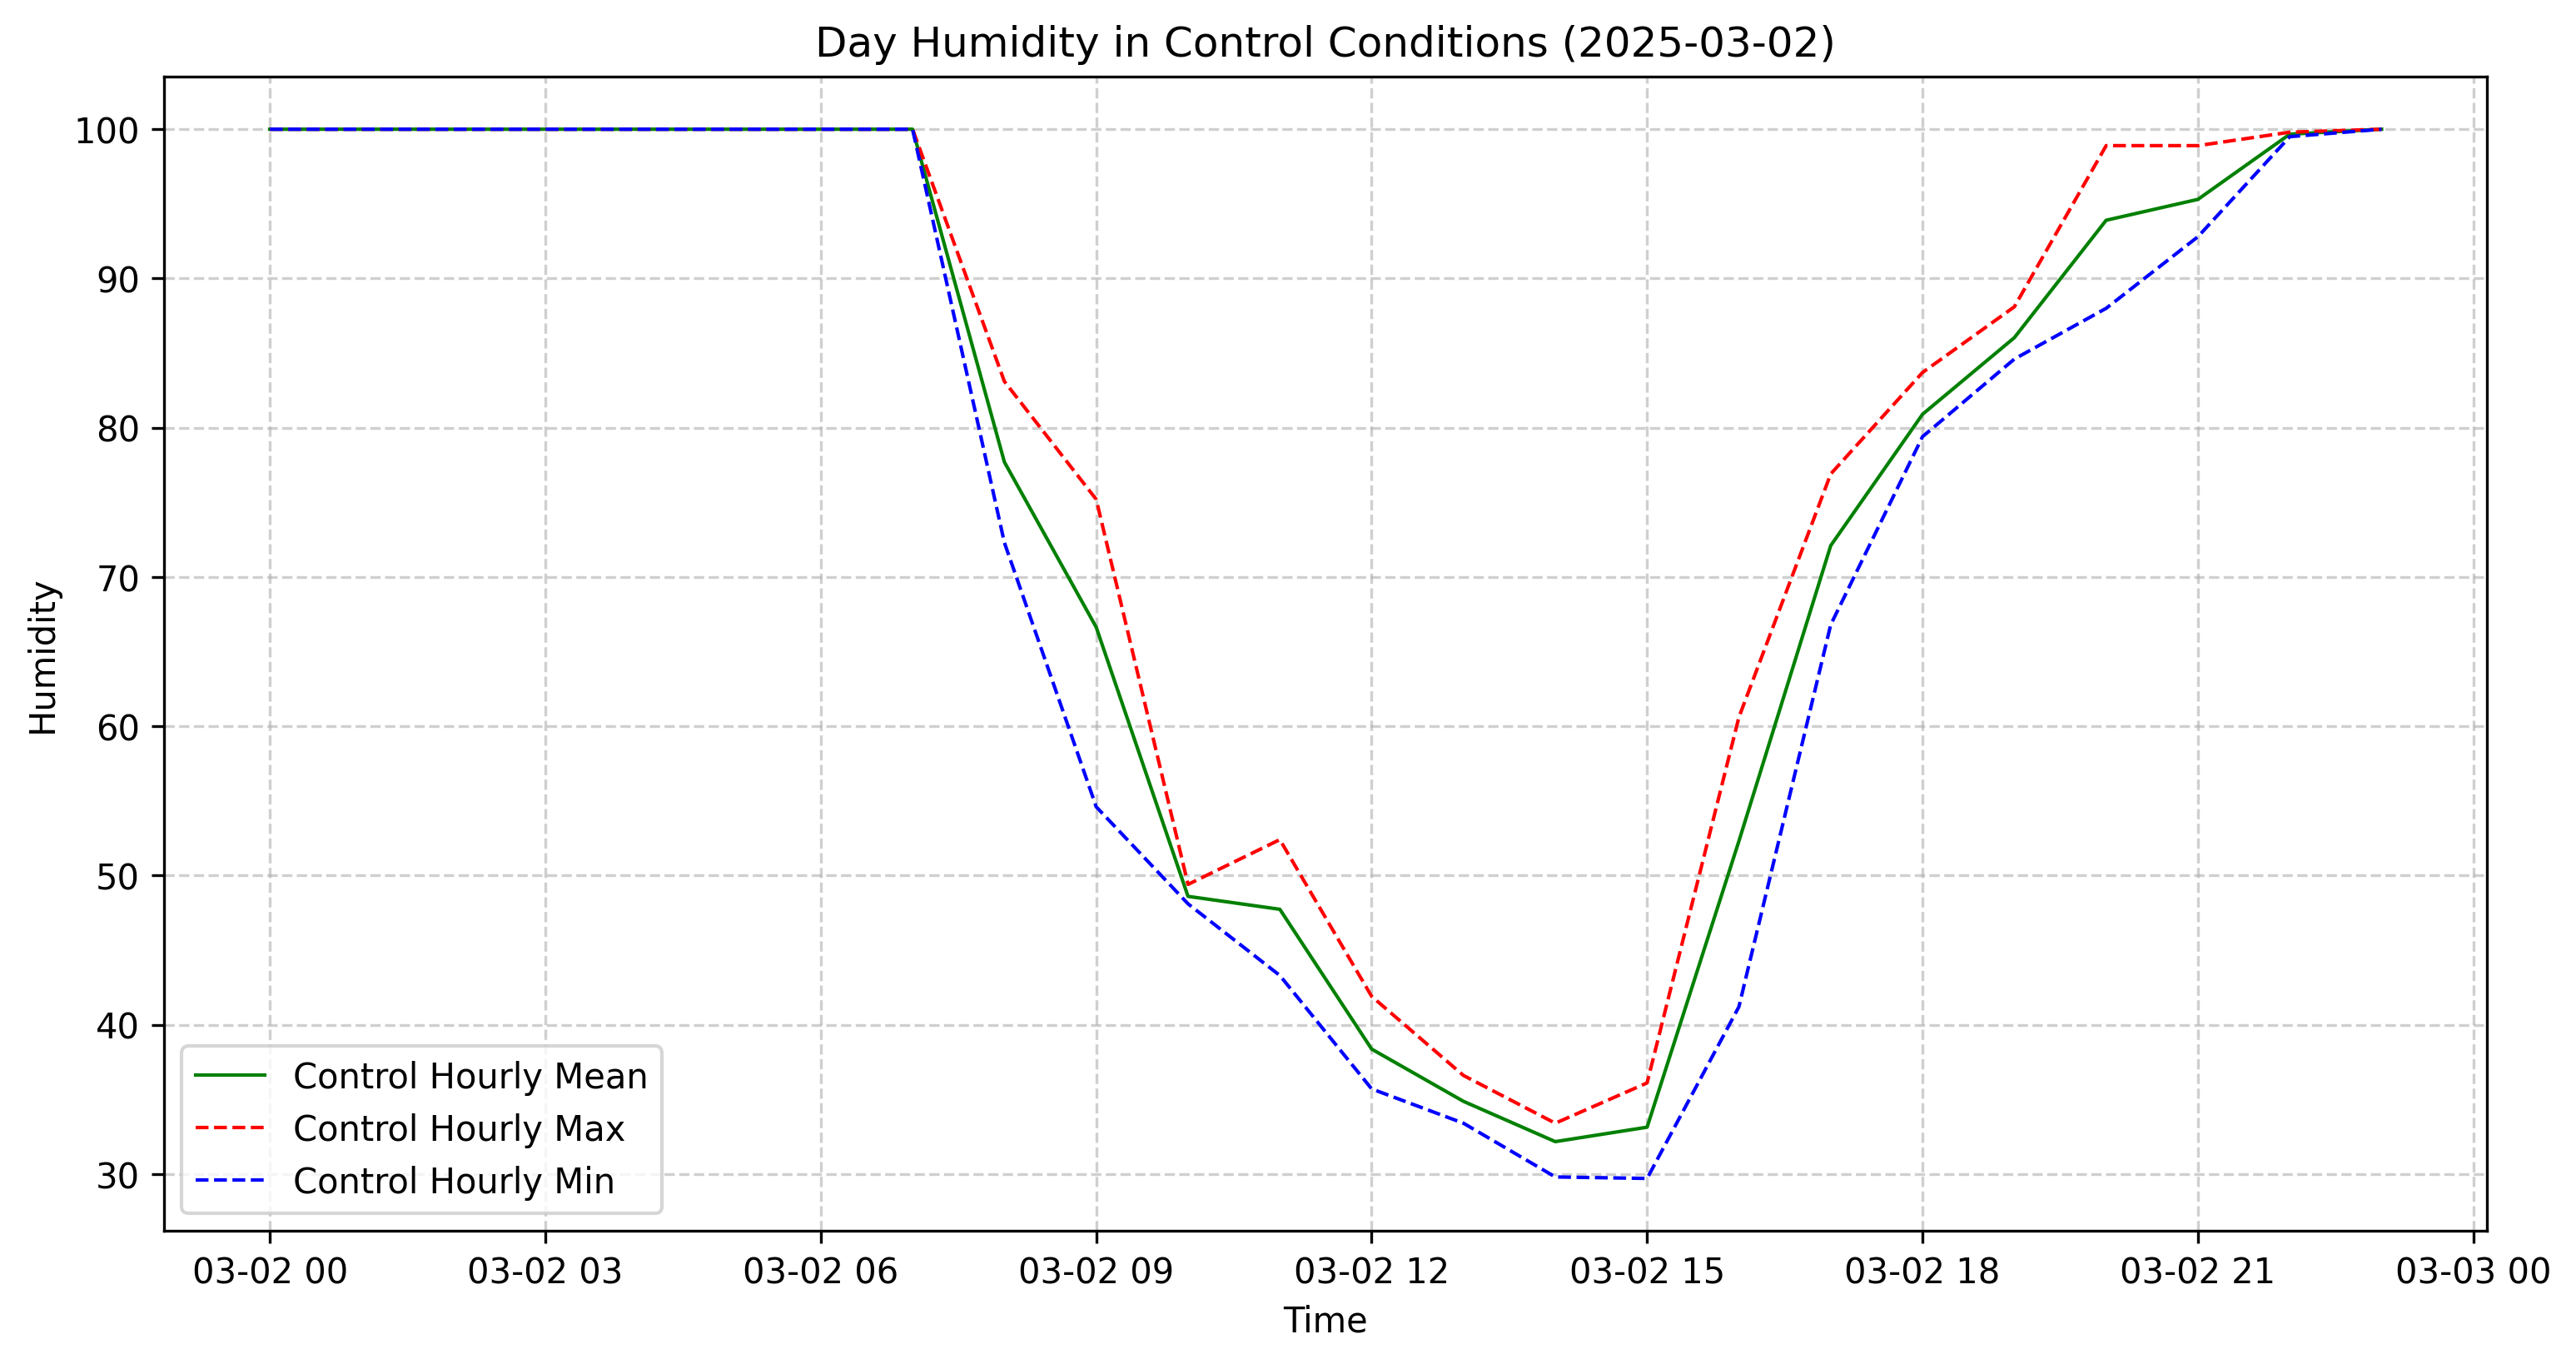 Day Humidity in Control Conditions (2025-03-02)
100
90
80
70
60
50
40
30
Humidity
Control Hourly Mean
Control Hourly Max
Control Hourly Min
03-02 00 03-02 03 03-02 06 03-02 09 03-02 12 03-02 15 03-02 18 03-02 21 03-03 00
Time